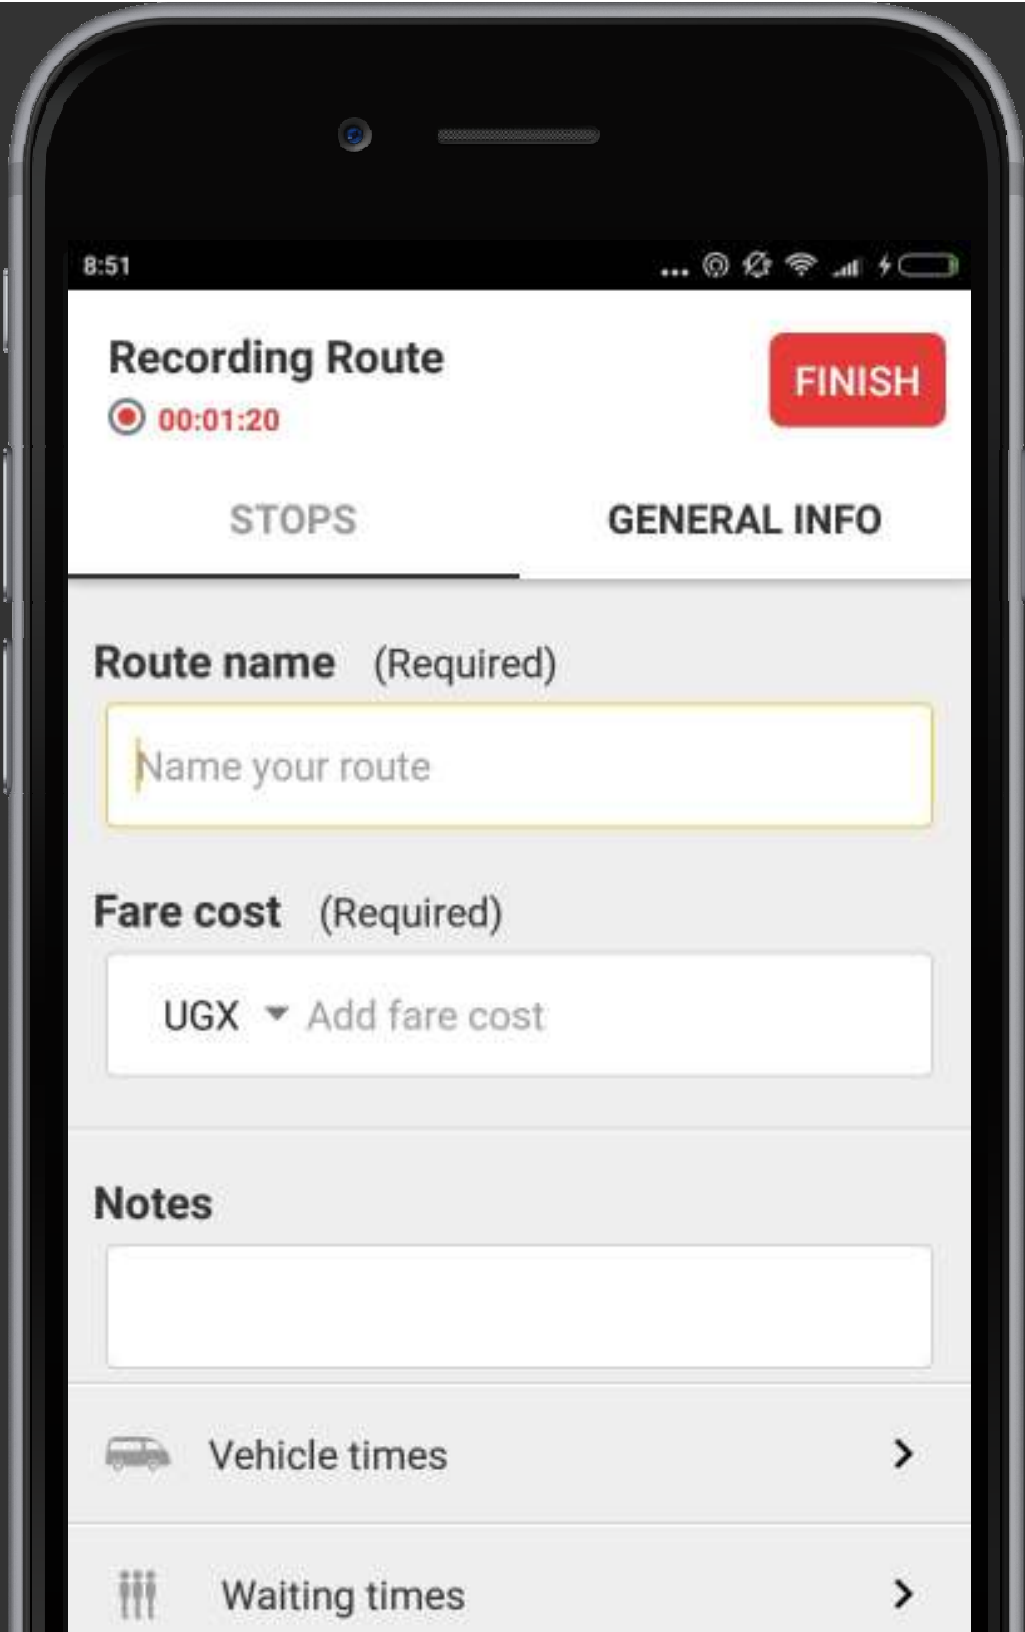 8:51
Recording Route
FINISH
00:01:20
STOPS
GENERAL INFO
Route name (Required)
Name your route
Fare cost (Required)
UGX Add fare cost
Notes
Vehicle times
Waiting times